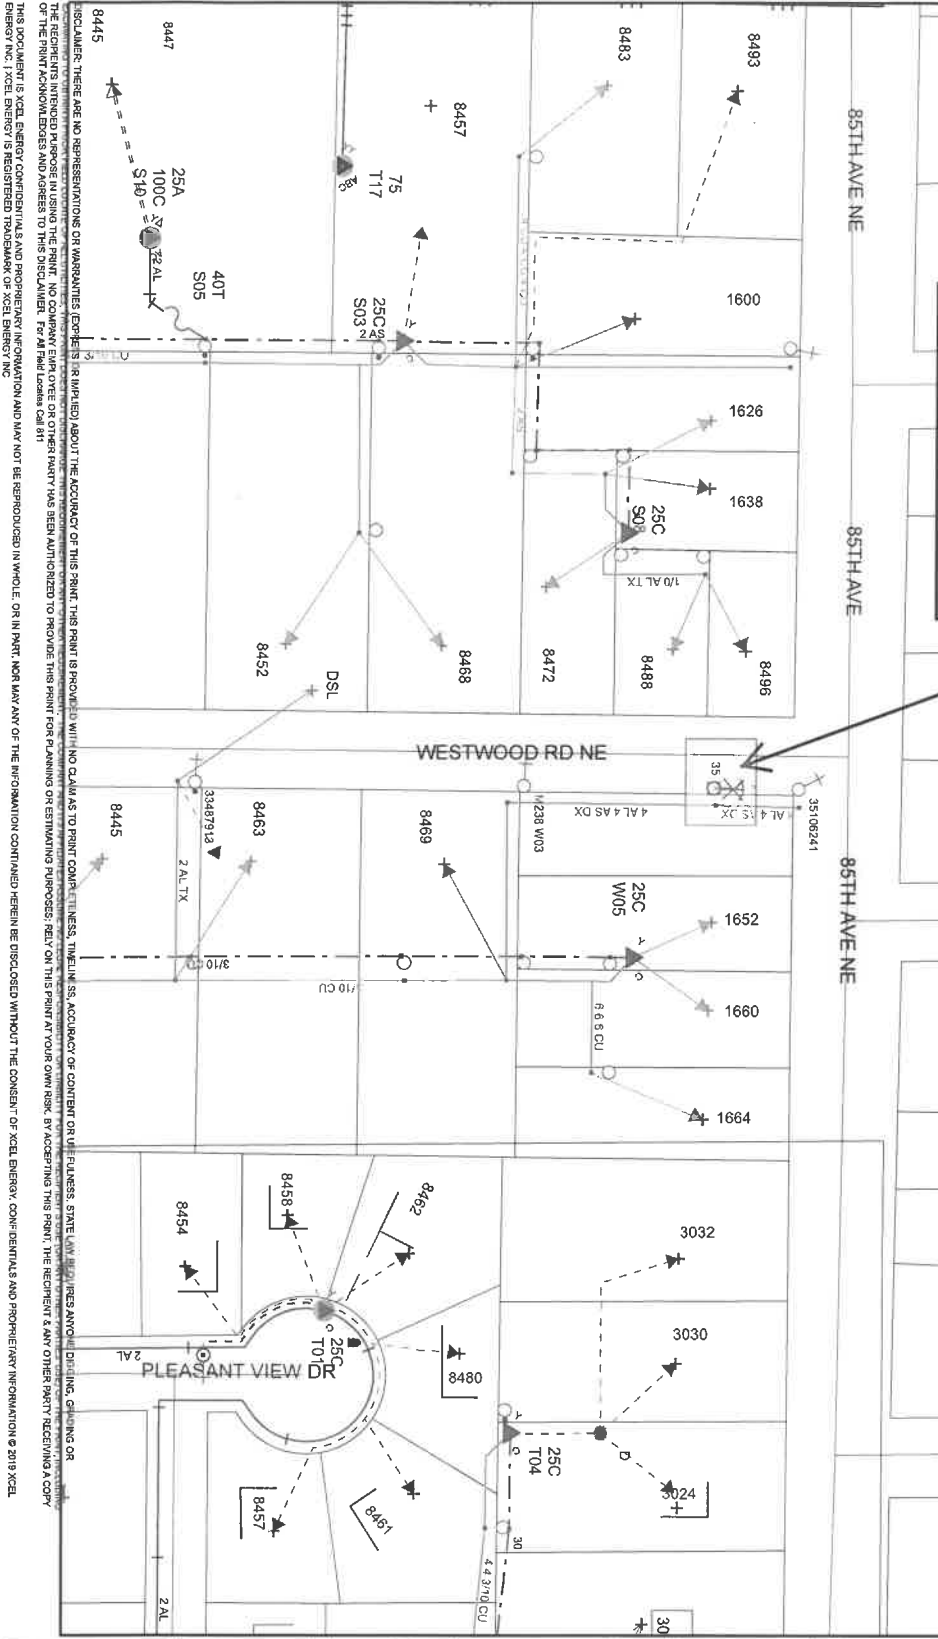 85TH AVE NE
85TH AVE
85TH AVE NE
8483
8493
1600
1626
1638
8445
8447
8457
75
T17
25A
100C
S10
2 AL
40T
S05
25C
S03
2 AS
25C
S08
1/0 AL TX
8452
8468
8472
8488
8496
DSL
WESTWOOD RD NE
35
35106241
8445
33487913
8463
8469
M238 W03
4 AL 4 AS DX
2 AL TX
25C
W05
1652
1660
1664
3/10
6 6 6 CU
8454
8458
8462
3032
3030
3024
25C
T01
8480
PLEASANT VIEW DR
2 AL
25C
T04
D
8457
8461
30
4 4 3/10 CU
2 AL
30
DISCLAIMER: THERE ARE NO REPRESENTATIONS OR WARRANTIES (EXPRESS OR IMPLIED) ABOUT THE ACCURACY OF THIS PRINT. THIS PRINT IS PROVIDED WITH NO CLAIM AS TO PRINT COMPLETENESS, TIMELINESS, ACCURACY OF CONTENT OR USEFULNESS. STATE LAW REQUIRES ANYONE DIGGING, GRADING OR
THE RECIPIENTS INTENDED PURPOSE IN USING THE PRINT. NO COMPANY EMPLOYEE OR OTHER PARTY HAS BEEN AUTHORIZED TO PROVIDE THIS PRINT FOR PLANNING OR ESTIMATING PURPOSES; RELY ON THIS PRINT AT YOUR OWN RISK. BY ACCEPTING THIS PRINT, THE RECIPIENT & ANY OTHER PARTY RECEIVING A COPY
OF THE PRINT ACKNOWLEDGES AND AGREES TO THIS DISCLAIMER. For All Field Locates Call 811
THIS DOCUMENT IS XCEL ENERGY CONFIDENTIALS AND PROPRIETARY INFORMATION AND MAY NOT BE REPRODUCED IN WHOLE, OR IN PART, NOR MAY ANY OF THE INFORMATION CONTIANED HEREIN BE DISCLOSED WITHOUT THE CONSENT OF XCEL ENERGY. CONFIDENTIALS AND PROPRIETARY INFORMATION © 2019 XCEL
ENERGY INC. | XCEL ENERGY IS REGISTERED TRADEMARK OF XCEL ENERGY INC